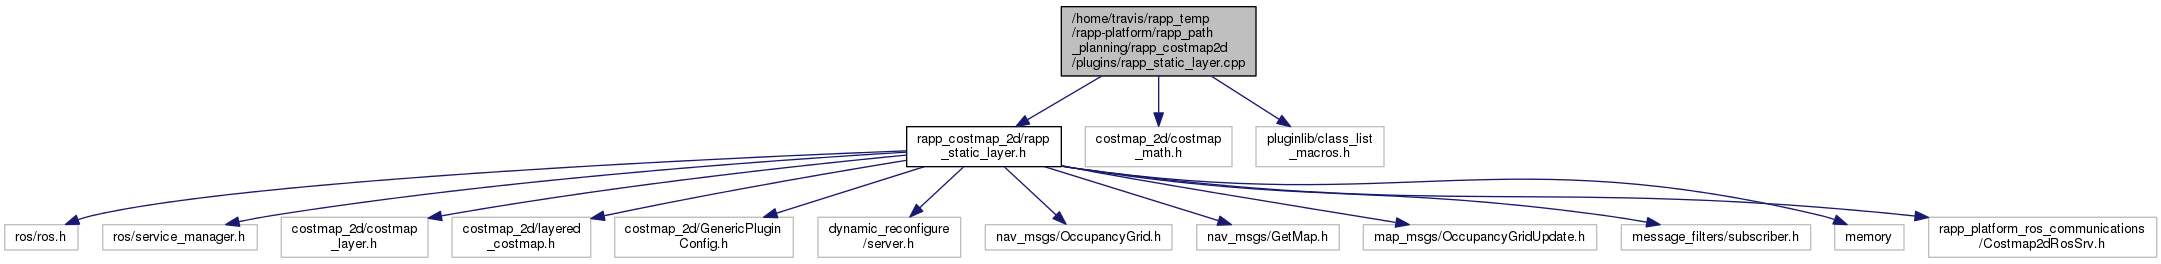 /home/travis/rapp_temp
/rapp-platform/rapp_path
_planning/rapp_costmap2d
/plugins/rapp_static_layer.cpp
rapp_costmap_2d/rapp
_static_layer.h
costmap_2d/costmap
_math.h
pluginlib/class_list
_macros.h
ros/ros.h
ros/service_manager.h
costmap_2d/costmap
_layer.h
costmap_2d/layered
_costmap.h
costmap_2d/GenericPlugin
Config.h
dynamic_reconfigure
/server.h
nav_msgs/OccupancyGrid.h
nav_msgs/GetMap.h
map_msgs/OccupancyGridUpdate.h
message_filters/subscriber.h
memory
rapp_platform_ros_communications
/Costmap2dRosSrv.h